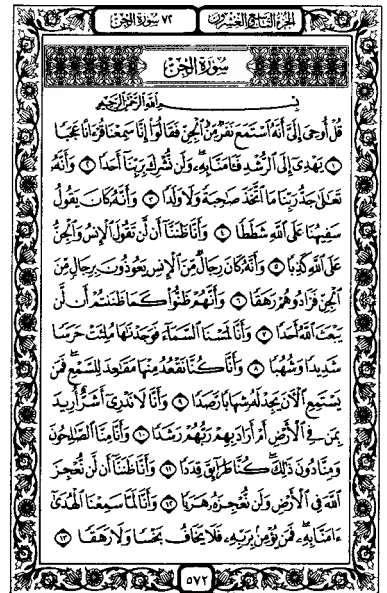 الجزء التاسع والعشرون
٧٢ سورة الجن
سورة الجن
بسم الله الرحمن الرحيم
قُلْ أُوحِيَ إِلَىَّ أَنَّهُ ٱسْتَمَعَ نَفَرٌ مِّنَ ٱلْجِنِّ فَقَالُوٓا۟ إِنَّا سَمِعْنَا قُرْءَانًا عَجَبًا
١ يَهْدِىٓ إِلَى ٱلرُّشْدِ فَـَٔامَنَّا بِهِۦ ۖ وَلَن نُّشْرِكَ بِرَبِّنَآ أَحَدًا ٢ وَأَنَّهُۥ
تَعَـٰلَىٰ جَدُّ رَبِّنَا مَا ٱتَّخَذَ صَـٰحِبَةً وَلَا وَلَدًا ٣ وَأَنَّهُۥ كَانَ يَقُولُ
سَفِيهُنَا عَلَى ٱللَّهِ شَطَطًا ٤ وَأَنَّا ظَنَنَّآ أَن لَّن تَقُولَ ٱلْإِنسُ وَٱلْجِنُّ
عَلَى ٱللَّهِ كَذِبًا ٥ وَأَنَّهُۥ كَانَ رِجَالٌ مِّنَ ٱلْإِنسِ يَعُوذُونَ بِرِجَالٍ مِّنَ
ٱلْجِنِّ فَزَادُوهُمْ رَهَقًا ٦ وَأَنَّهُمْ ظَنُّوا۟ كَمَا ظَنَنتُمْ أَن لَّن
يَبْعَثَ ٱللَّهُ أَحَدًا ٧ وَأَنَّا لَمَسْنَا ٱلسَّمَآءَ فَوَجَدْنَـٰهَا مُلِئَتْ حَرَسًا
شَدِيدًا وَشُهُبًا ٨ وَأَنَّا كُنَّا نَقْعُدُ مِنْهَا مَقَـٰعِدَ لِلسَّمْعِ ۖ فَمَن
يَسْتَمِعِ ٱلْـَٔانَ يَجِدْ لَهُۥ شِهَابًا رَّصَدًا ٩ وَأَنَّا لَا نَدْرِىٓ أَشَرٌّ أُرِيدَ
بِمَن فِى ٱلْأَرْضِ أَمْ أَرَادَ بِهِمْ رَبُّهُمْ رَشَدًا ١٠ وَأَنَّا مِنَّا ٱلصَّـٰلِحُونَ
وَمِنَّا دُونَ ذَٰلِكَ ۖ كُنَّا طَرَآئِقَ قِدَدًا ١١ وَأَنَّا ظَنَنَّآ أَن لَّن نُّعْجِزَ
ٱللَّهَ فِى ٱلْأَرْضِ وَلَن نُّعْجِزَهُۥ هَرَبًا ١٢ وَأَنَّا لَمَّا سَمِعْنَا ٱلْهُدَىٰٓ
ءَامَنَّا بِهِۦ ۖ فَمَن يُؤْمِنۢ بِرَبِّهِۦ فَلَا يَخَافُ بَخْسًا وَلَا رَهَقًا ١٣
٥٧٢